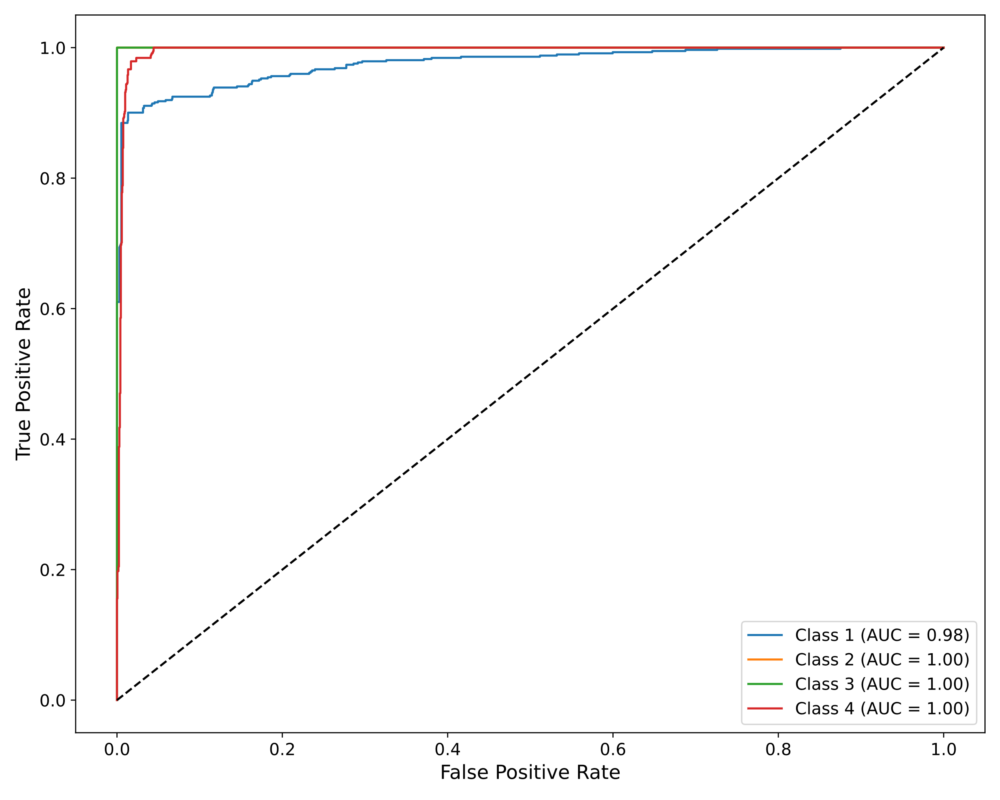 1.0
0.8
0.6
0.4
0.2
0.0
True Positive Rate
0.0 0.2 0.4 0.6 0.8 1.0
False Positive Rate
Class 1 (AUC = 0.98)
Class 2 (AUC = 1.00)
Class 3 (AUC = 1.00)
Class 4 (AUC = 1.00)